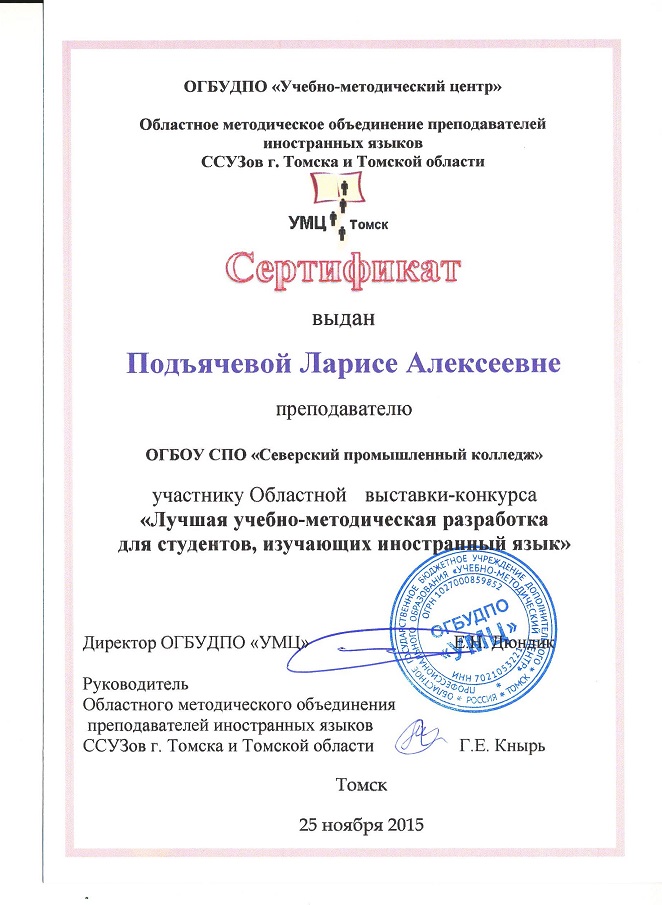 ОГБУДПО «Учебно-методический центр»
Областное методическое объединение преподавателей
иностранных языков
ССУЗов г. Томска и Томской области
УМЦ Томск
Сертификат
выдан
Подъячевой Ларисе Алексеевне
преподавателю
ОГБОУ СПО «Северский промышленный колледж»
участнику Областной выставки-конкурса
«Лучшая учебно-методическая разработка
для студентов, изучающих иностранный язык»
Директор ОГБУДПО «УМЦ» Е.Н. Дюндик
Руководитель
Областного методического объединения
преподавателей иностранных языков
ССУЗов г. Томска и Томской области Г.Е. Кнырь
Томск
25 ноября 2015
ОБЛАСТНОЕ ГОСУДАРСТВЕННОЕ БЮДЖЕТНОЕ УЧРЕЖДЕНИЕ ДОПОЛНИТЕЛЬНОГО
ПРОФЕССИОНАЛЬНОГО ОБРАЗОВАНИЯ «УЧЕБНО-МЕТОДИЧЕСКИЙ ЦЕНТР»
РОССИЯ * ТОМСК
ОГРН 1027000859852
ОГБУДПО
«УМЦ»
ИНН